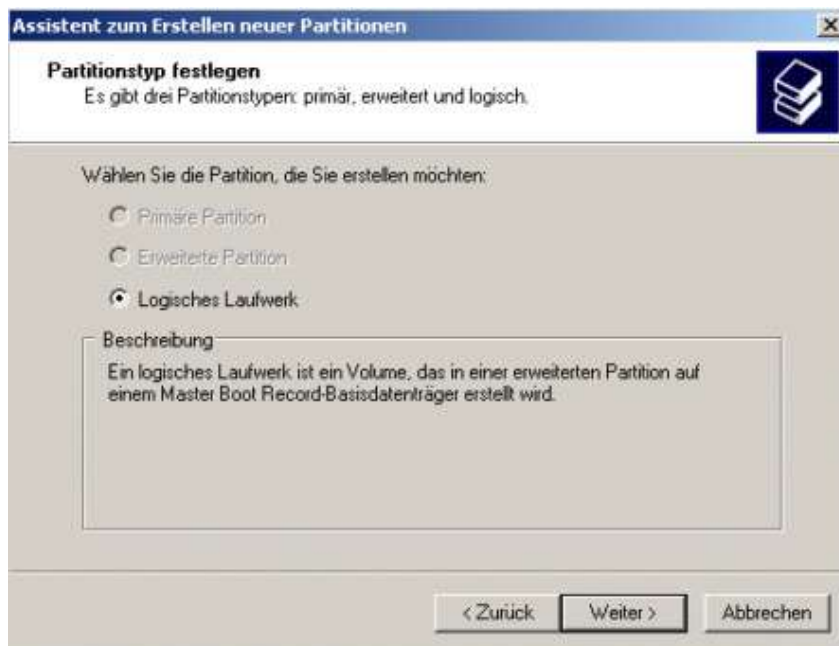 Assistent zum Erstellen neuer Partitionen
Partitionstyp festlegen
Es gibt drei Partitionstypen: primär, erweitert und logisch.
Wählen Sie die Partition, die Sie erstellen möchten:
Primäre Partition
Erweiterte Partition
Logisches Laufwerk
Beschreibung
Ein logisches Laufwerk ist ein Volume, das in einer erweiterten Partition auf
einem Master Boot Record-Basisdatenträger erstellt wird.
< Zurück Weiter > Abbrechen